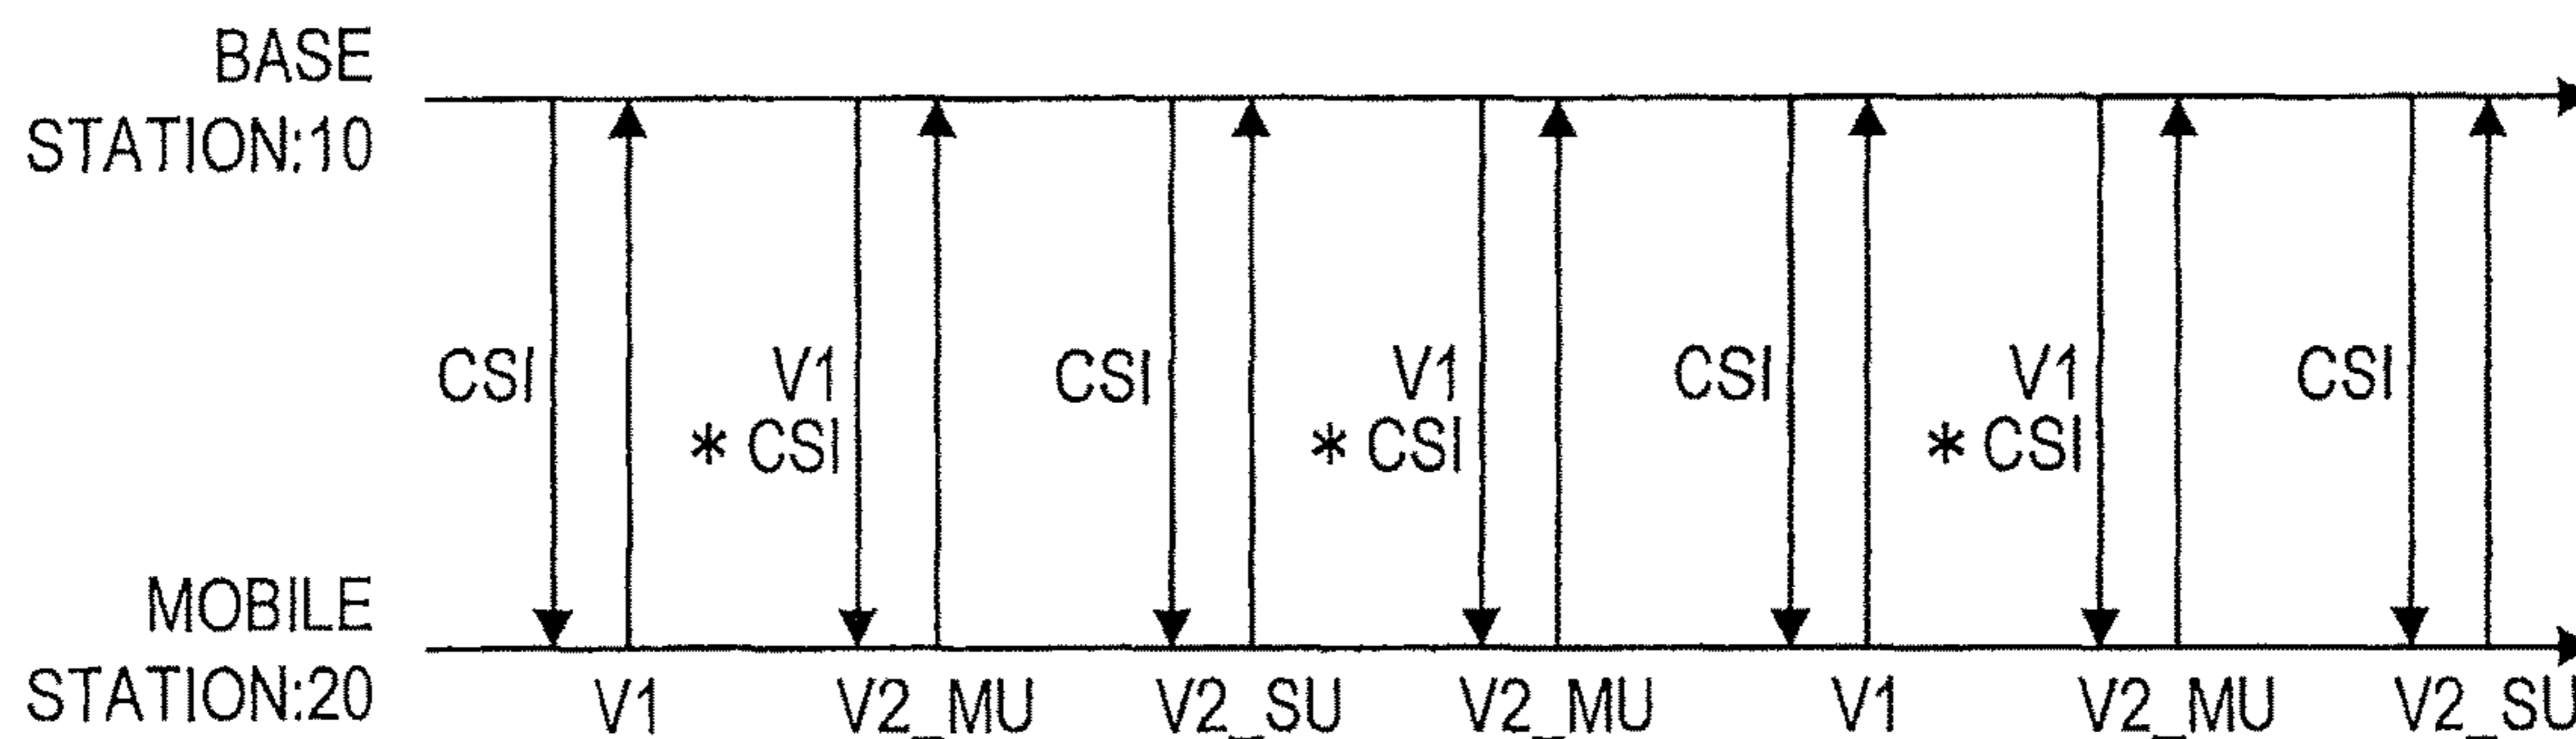 BASE
STATION:10
CSI
V1
* CSI
CSI
V1
* CSI
CSI
V1
* CSI
CSI
MOBILE
STATION:20
V1
V2_MU
V2_SU
V2_MU
V1
V2_MU
V2_SU